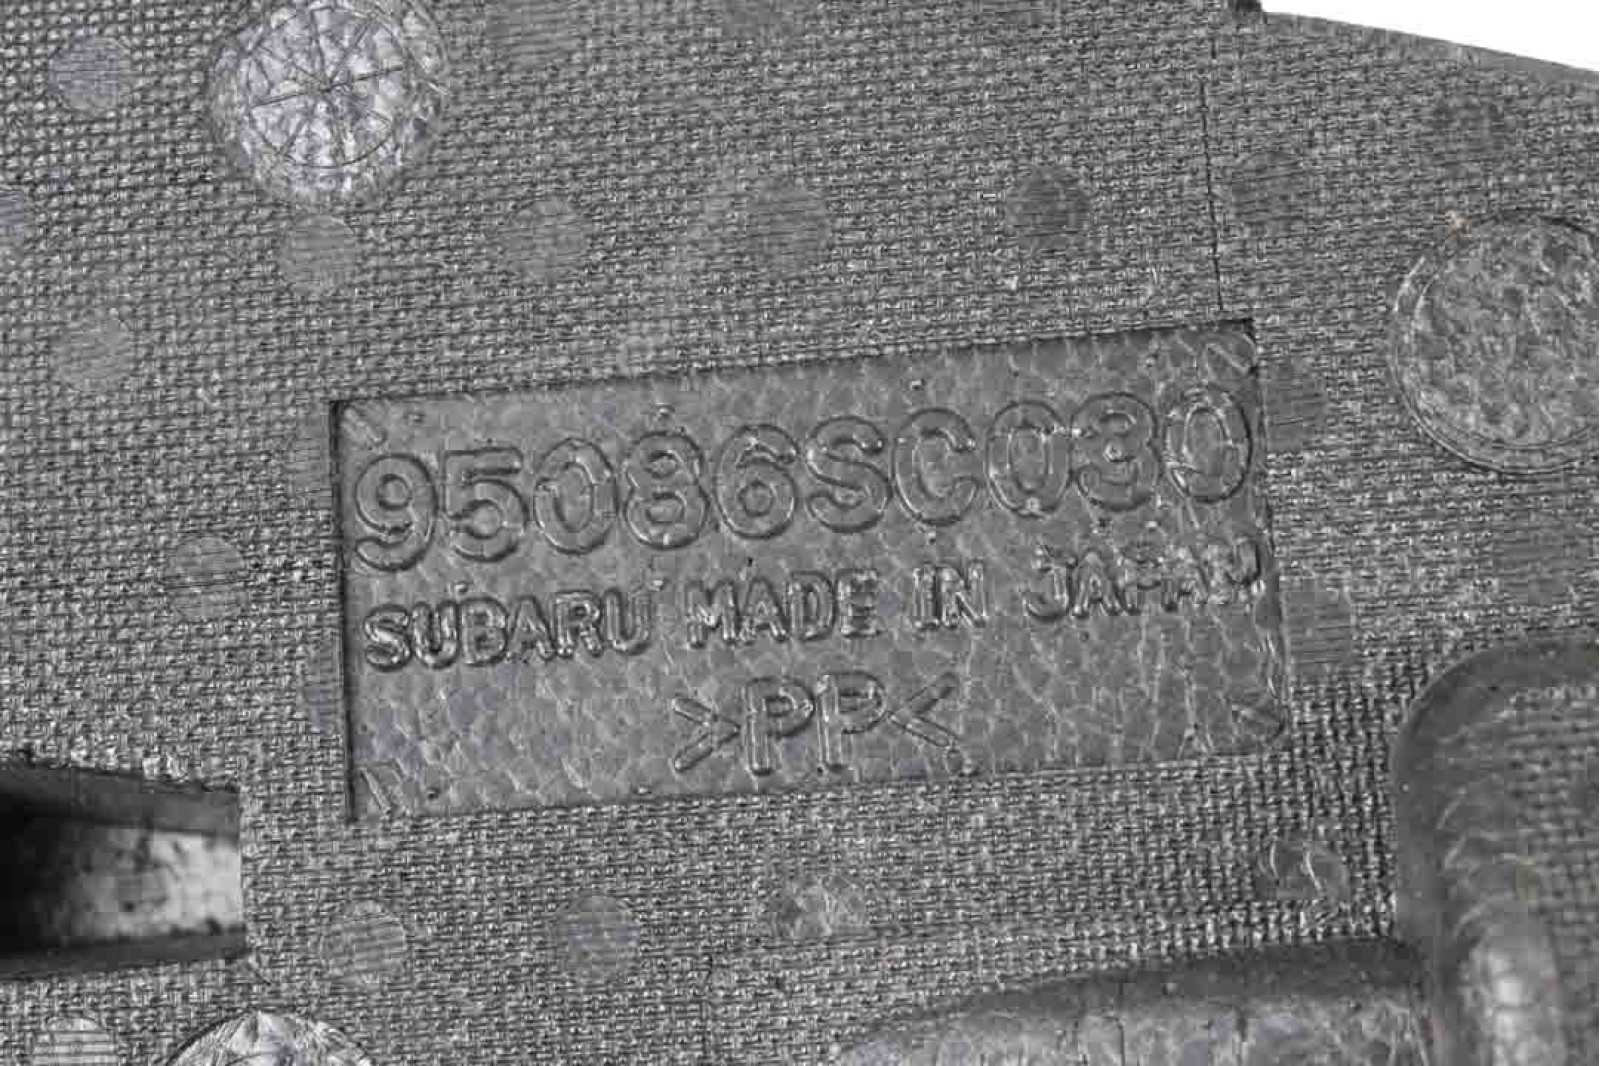 95086SC030
SUBARU MADE IN JAPAN
>PP<